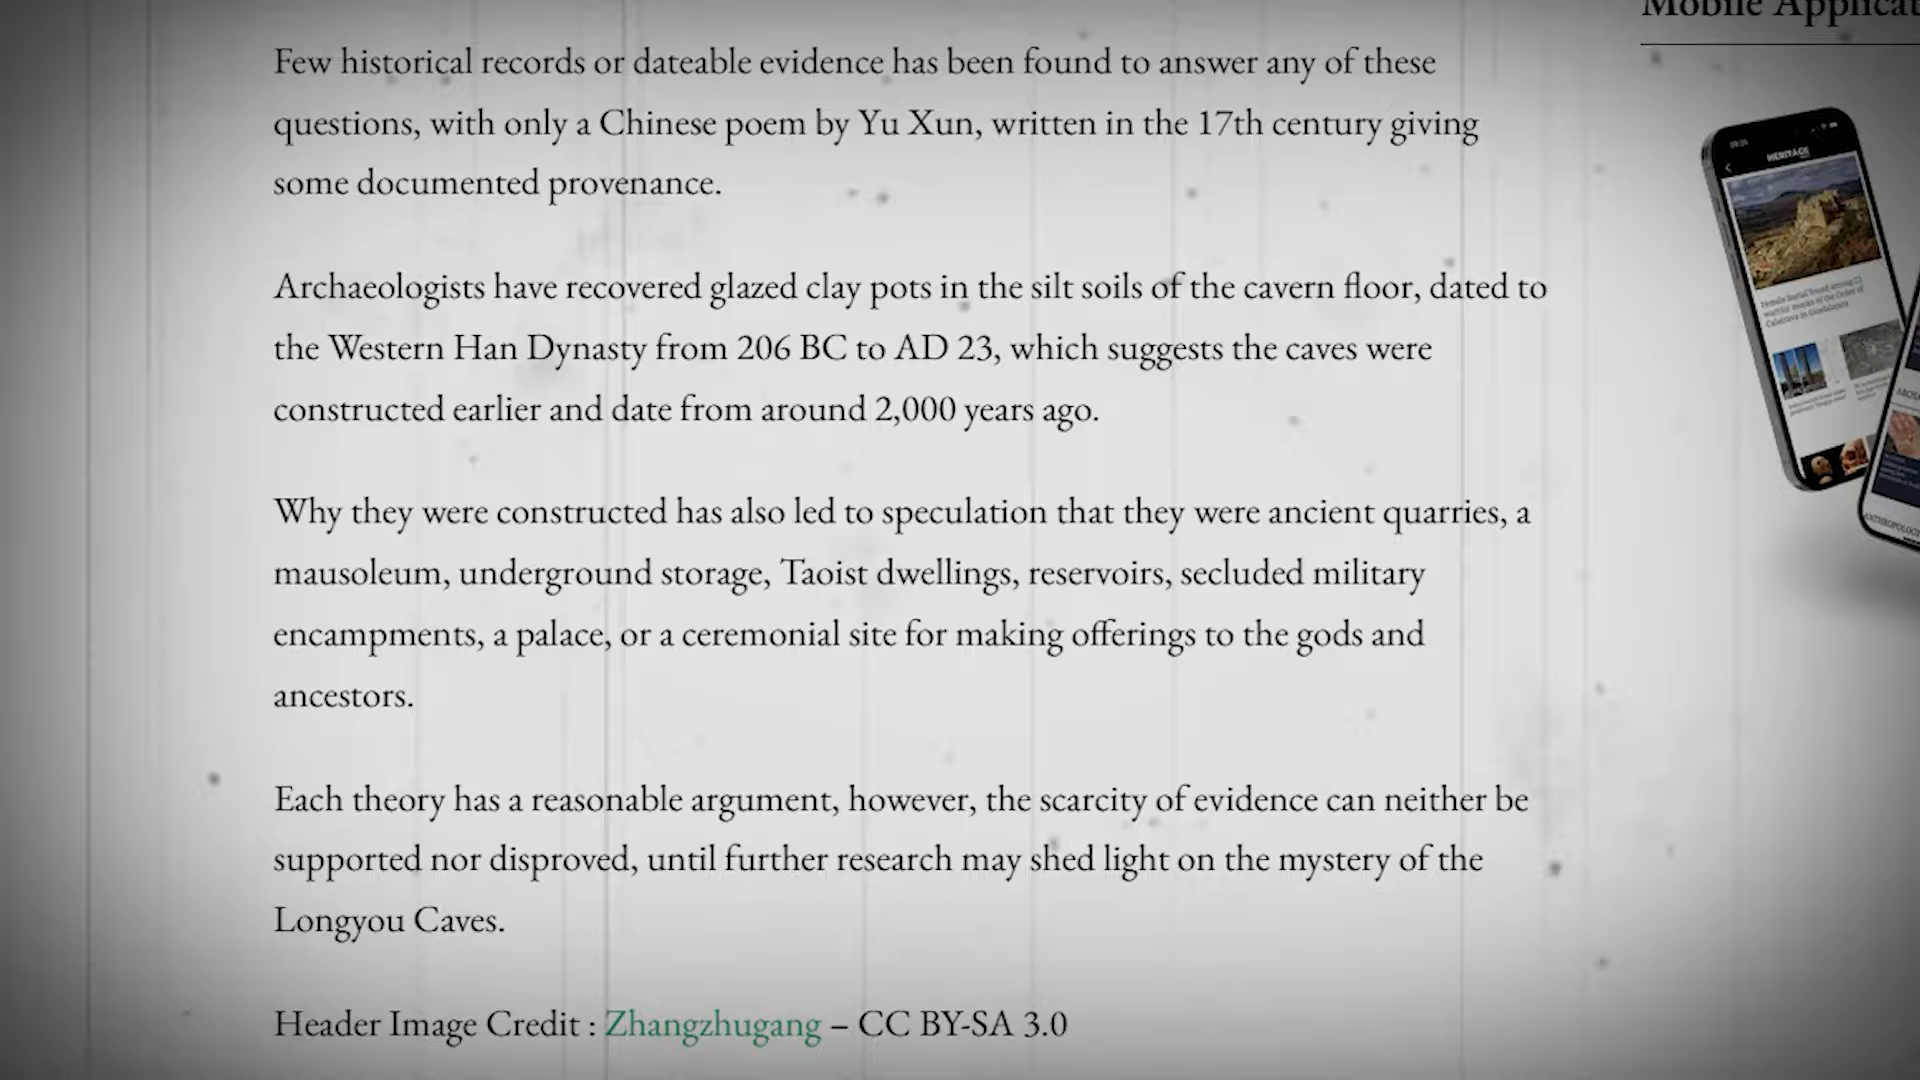 Mobile Applicat
Few historical records or dateable evidence has been found to answer any of these
questions, with only a Chinese poem by Yu Xun, written in the 17th century giving
some documented provenance.
Archaeologists have recovered glazed clay pots in the silt soils of the cavern floor, dated to
the Western Han Dynasty from 206 BC to AD 23, which suggests the caves were
constructed earlier and date from around 2,000 years ago.
Why they were constructed has also led to speculation that they were ancient quarries, a
mausoleum, underground storage, Taoist dwellings, reservoirs, secluded military
encampments, a palace, or a ceremonial site for making offerings to the gods and
ancestors.
Each theory has a reasonable argument, however, the scarcity of evidence can neither be
supported nor disproved, until further research may shed light on the mystery of the
Longyou Caves.
Header Image Credit : Zhangzhugang – CC BY-SA 3.0
HERITAGE